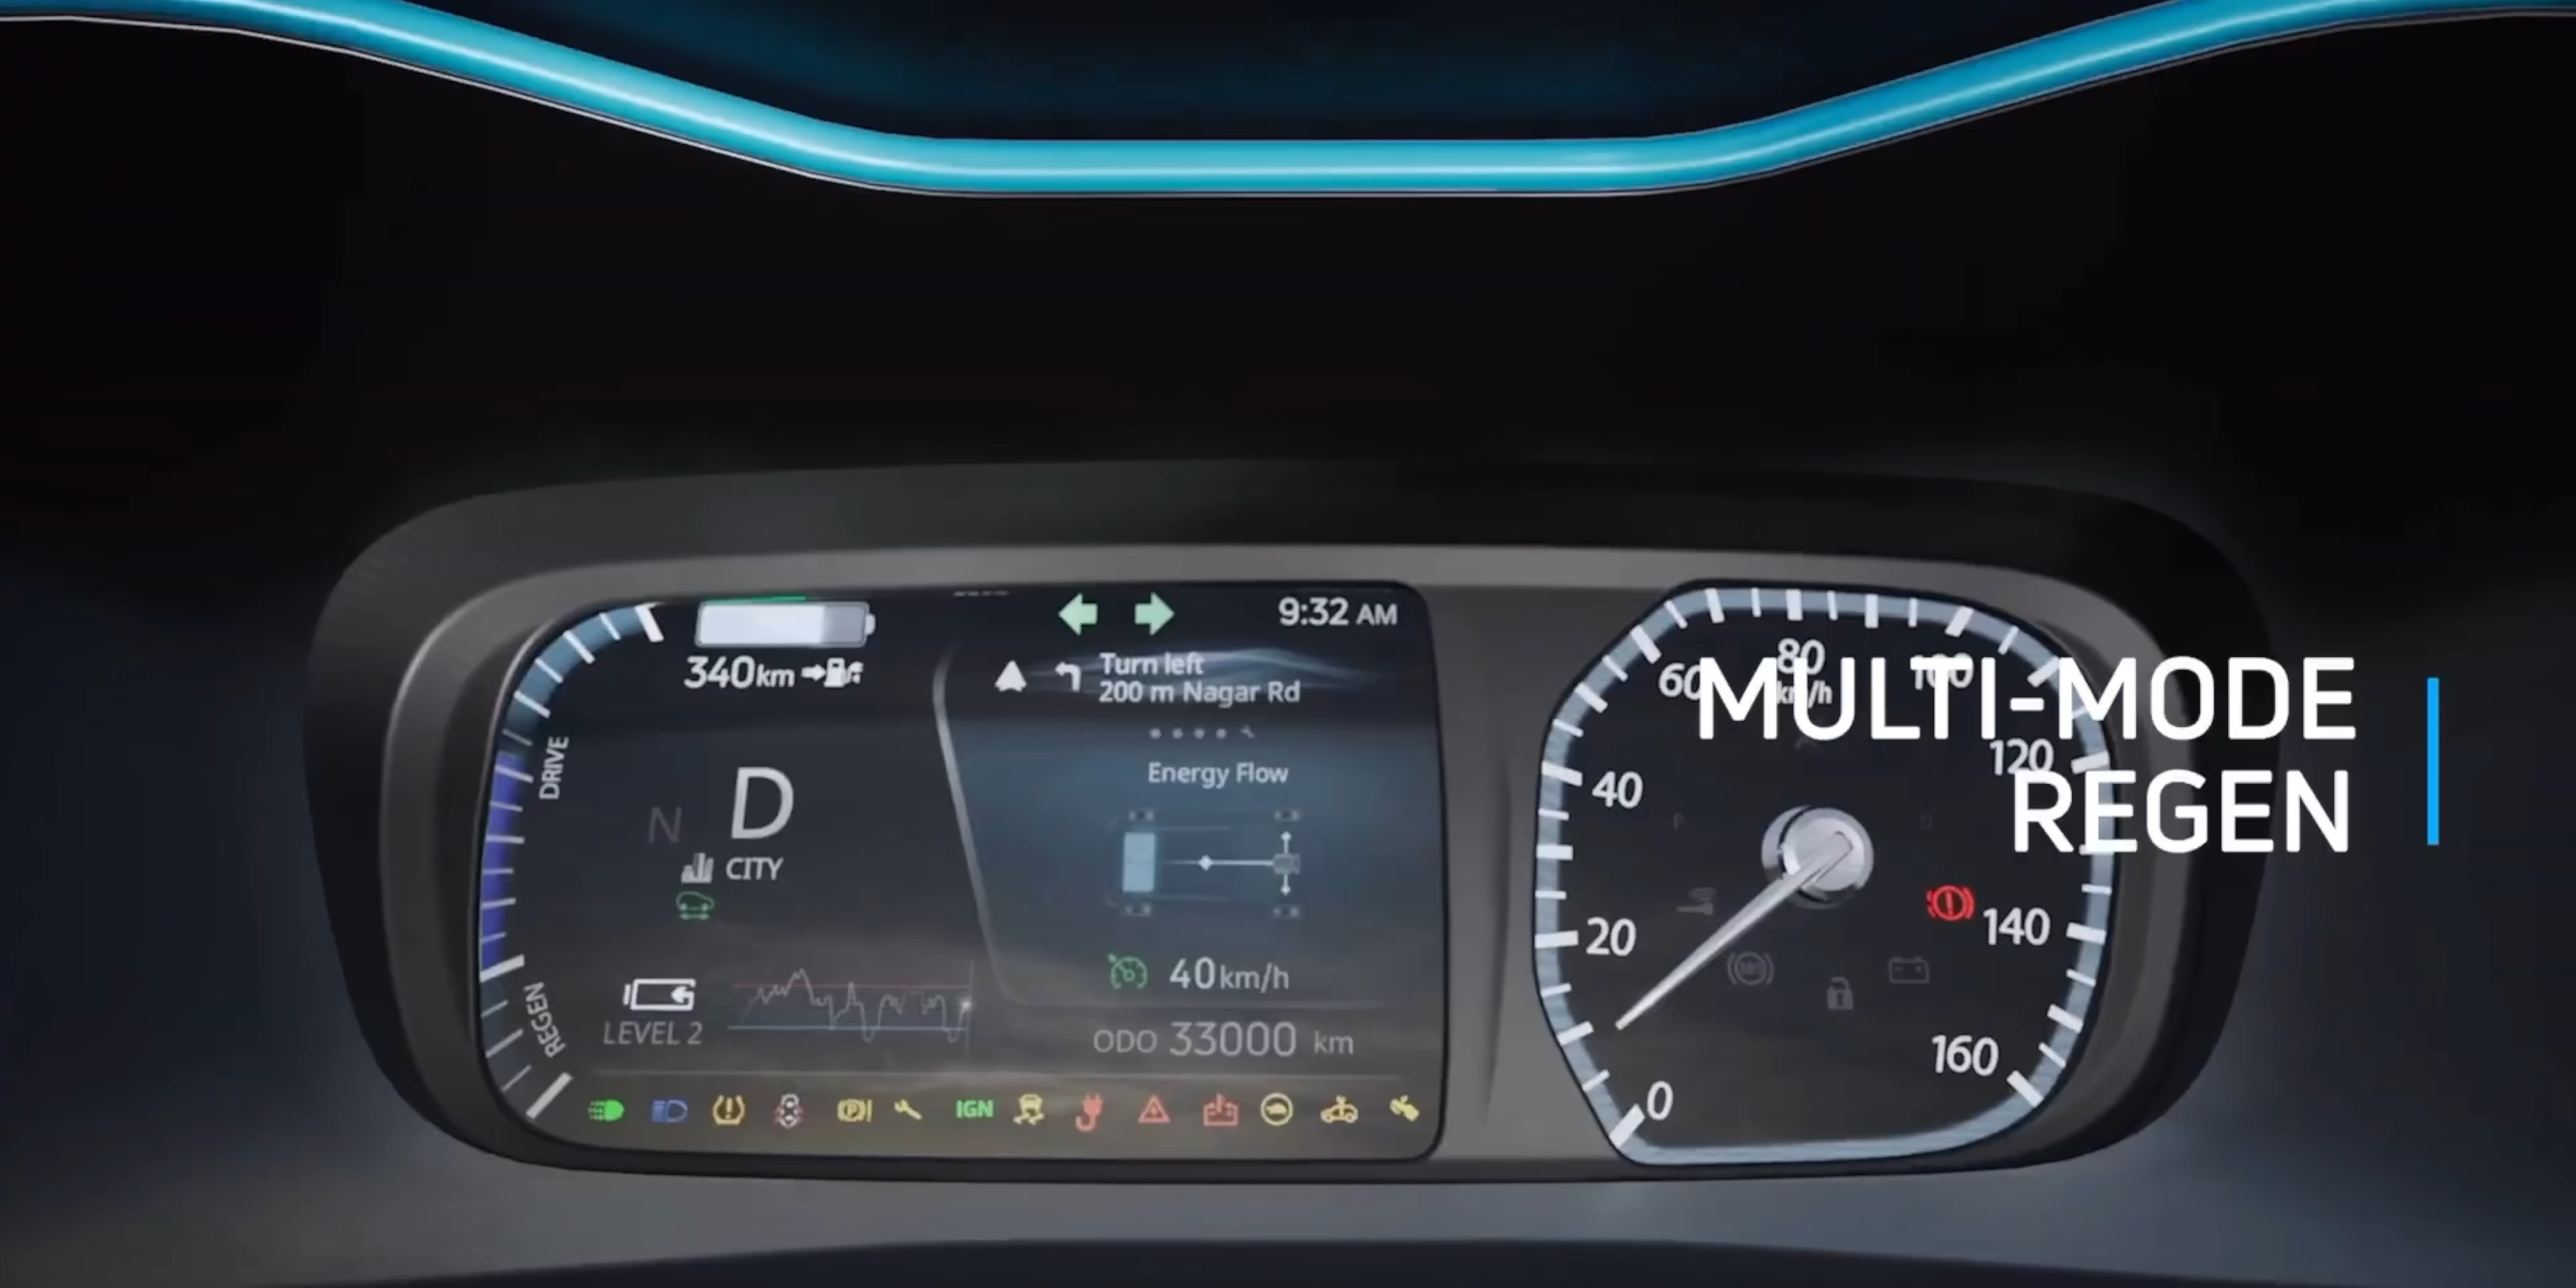 9:32 AM
340km
Turn left
200 m Nagar Rd
Energy Flow
DRIVE
N D
CITY
REGEN
LEVEL 2
40km/h
ODO 33000 km
IGN
0
20
40
60
80
km/h
100
120
140
160
MULTI-MODE
REGEN